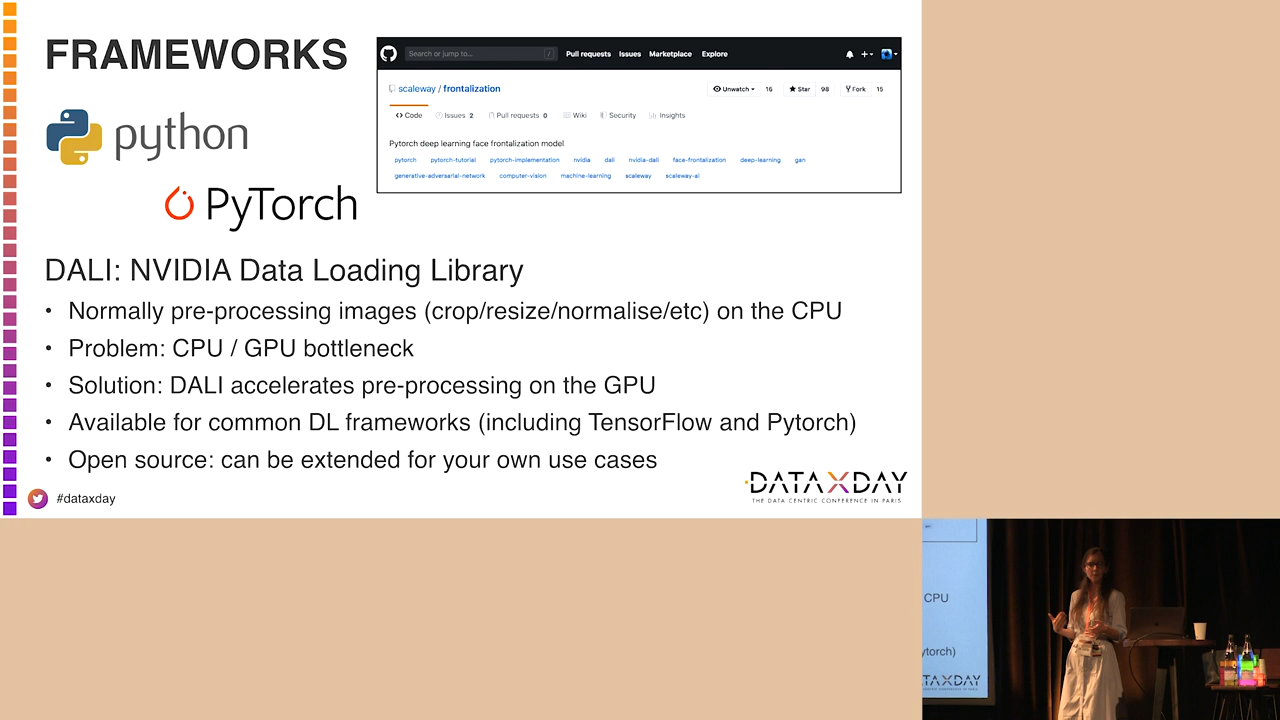 FRAMEWORKS
python
PyTorch
Search or jump to...
/
Pull requests Issues Marketplace Explore
scaleway / frontalization
Unwatch 16 Star 98 Fork 15
Code Issues 2 Pull requests 0 Wiki Security Insights
Pytorch deep learning face frontalization model
pytorch pytorch-tutorial pytorch-implementation nvidia dali nvidia-dali face-frontalization deep-learning gan
generative-adversarial-network computer-vision machine-learning scaleway scaleway-ai
DALI: NVIDIA Data Loading Library
• Normally pre-processing images (crop/resize/normalise/etc) on the CPU
• Problem: CPU / GPU bottleneck
• Solution: DALI accelerates pre-processing on the GPU
• Available for common DL frameworks (including TensorFlow and Pytorch)
• Open source: can be extended for your own use cases
#dataxday
DATAXDAY
THE DATA CENTRIC CONFERENCE IN PARIS
CPU
ytorch)
TAXDAY